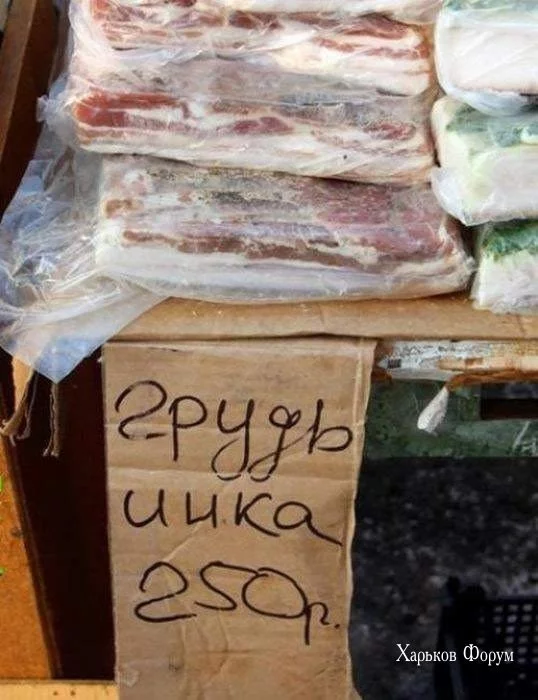 грудь
инка
250р.
Харьков Форум